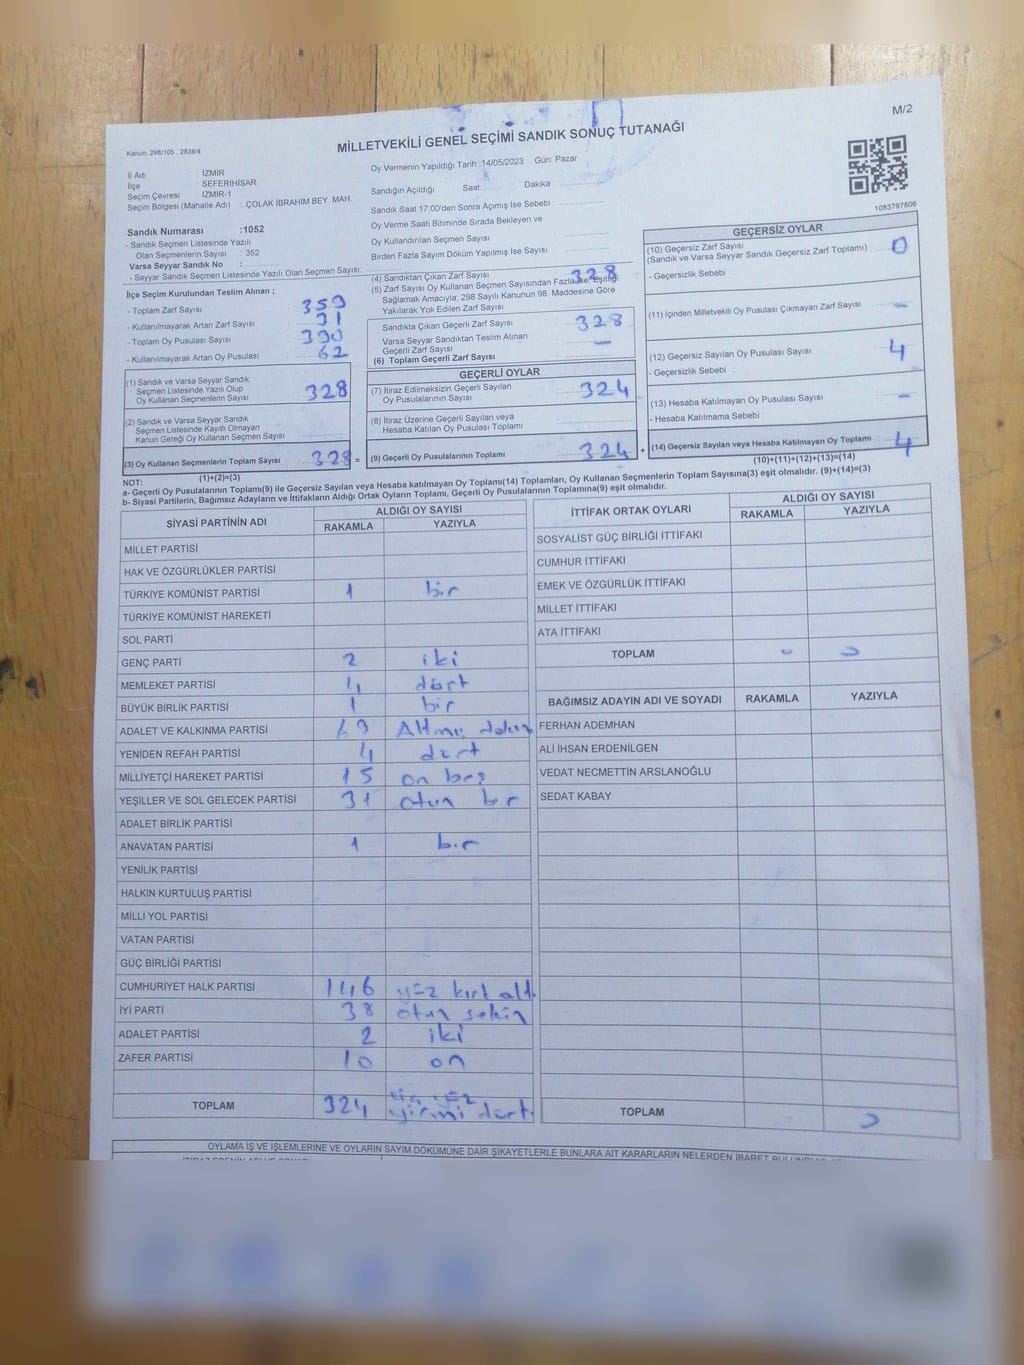 M/2
Kanun: 298/105 , 2839/4
MİLLETVEKİLİ GENEL SEÇİMİ SANDIK SONUÇ TUTANAĞI
İl Adı : İZMİR
İlçe : SEFERİHİSAR
Seçim Çevresi : İZMİR-1
Seçim Bölgesi (Mahalle Adı) : ÇOLAK İBRAHİM BEY MAH.
Sandık Numarası :1052
- Sandık Seçmen Listesinde Yazılı
Olan Seçmenlerin Sayısı : 352
Varsa Seyyar Sandık No :
- Seyyar Sandık Seçmen Listesinde Yazılı Olan Seçmen Sayısı:
Oy Vermenin Yapıldığı Tarih :14/05/2023 Gün: Pazar
Sandığın Açıldığı Saat Dakika
Sandık Saat 17:00'den Sonra Açımış İse Sebebi :
Oy Verme Saati Bitiminde Sırada Bekleyen ve
Oy Kullandırılan Seçmen Sayısı
Birden Fazla Sayım Döküm Yapılmış İse Sayısı
1083797806
İlçe Seçim Kurulundan Teslim Alınan ;
- Toplam Zarf Sayısı 359
- Kullanılmayarak Artan Zarf Sayısı 31
- Toplam Oy Pusulası Sayısı 390
- Kullanılmayarak Artan Oy Pusulası 62
(1) Sandık ve Varsa Seyyar Sandık
Seçmen Listesinde Yazılı Olup
Oy Kullanan Seçmenlerin Sayısı 328
(2) Sandık ve Varsa Seyyar Sandık
Seçmen Listesinde Kayıtlı Olmayan
Kanun Gereği Oy Kullanan Seçmen Sayısı
(3) Oy Kullanan Seçmenlerin Toplam Sayısı 328 =
(1)+(2)=(3)
(4) Sandıktan Çıkan Zarf Sayısı 328
(5) Zarf Sayısı Oy Kullanan Seçmen Sayısından Fazla ise, Eşitliği
Sağlamak Amacıyla; 298 Sayılı Kanunun 98. Maddesine Göre
Yakılarak Yok Edilen Zarf Sayısı
Sandıkta Çıkan Geçerli Zarf Sayısı 328
Varsa Seyyar Sandıktan Teslim Alınan
Geçerli Zarf Sayısı –
(6) Toplam Geçerli Zarf Sayısı
GEÇERLİ OYLAR
(7) İtiraz Edilmeksizin Geçerli Sayılan
Oy Pusulalarının Sayısı 324
(8) İtiraz Üzerine Geçerli Sayılan veya
Hesaba Katılan Oy Pusulası Toplamı
(9) Geçerli Oy Pusulalarının Toplamı 324 +
GEÇERSİZ OYLAR
(10) Geçersiz Zarf Sayısı
(Sandık ve Varsa Seyyar Sandık Geçersiz Zarf Toplamı) 0
- Geçersizlik Sebebi :
(11) İçinden Milletvekili Oy Pusulası Çıkmayan Zarf Sayısı –
(12) Geçersiz Sayılan Oy Pusulası Sayısı 4
- Geçersizlik Sebebi :
(13) Hesaba Katılmayan Oy Pusulası Sayısı –
- Hesaba Katılmama Sebebi :
(14) Geçersiz Sayılan veya Hesaba Katılmayan Oy Toplamı 4
(10)+(11)+(12)+(13)=(14)
NOT:
a- Geçerli Oy Pusulalarının Toplamı(9) ile Geçersiz Sayılan veya Hesaba katılmayan Oy Toplamı(14) Toplamları, Oy Kullanan Seçmenlerin Toplam Sayısına(3) eşit olmalıdır. (9)+(14)=(3)
b- Siyasi Partilerin, Bağımsız Adayların ve İttifakların Aldığı Ortak Oyların Toplamı, Geçerli Oy Pusulalarının Toplamına(9) eşit olmalıdır.
SİYASİ PARTİNİN ADI ALDIĞI OY SAYISI
RAKAMLA YAZIYLA
MİLLET PARTİSİ
HAK VE ÖZGÜRLÜKLER PARTİSİ
TÜRKİYE KOMÜNİST PARTİSİ 1 bir
TÜRKİYE KOMÜNİST HAREKETİ
SOL PARTİ
GENÇ PARTİ 2 iki
MEMLEKET PARTİSİ 4 dört
BÜYÜK BİRLİK PARTİSİ 1 bir
ADALET VE KALKINMA PARTİSİ 69
YENİDEN REFAH PARTİSİ 4 dört
MİLLİYETÇİ HAREKET PARTİSİ 15 on beş
YEŞİLLER VE SOL GELECEK PARTİSİ 31 otuz bir
ADALET BİRLİK PARTİSİ
ANAVATAN PARTİSİ 1 bir
YENİLİK PARTİSİ
HALKIN KURTULUŞ PARTİSİ
MİLLİ YOL PARTİSİ
VATAN PARTİSİ
GÜÇ BİRLİĞİ PARTİSİ
CUMHURİYET HALK PARTİSİ 146 yüz kırk altı
İYİ PARTİ 38 otuz sekiz
ADALET PARTİSİ 2 iki
ZAFER PARTİSİ 10 on
TOPLAM 324 üç yüz
yirmi dört
İTTİFAK ORTAK OYLARI ALDIĞI OY SAYISI
RAKAMLA YAZIYLA
SOSYALİST GÜÇ BİRLİĞİ İTTİFAKI
CUMHUR İTTİFAKI
EMEK VE ÖZGÜRLÜK İTTİFAKI
MİLLET İTTİFAKI
ATA İTTİFAKI
TOPLAM 0 0
BAĞIMSIZ ADAYIN ADI VE SOYADI RAKAMLA YAZIYLA
FERHAN ADEMHAN
ALİ İHSAN ERDENİLGEN
VEDAT NECMETTİN ARSLANOĞLU
SEDAT KABAY
TOPLAM 0
OYLAMA İŞ VE İŞLEMLERİNE VE OYLARIN SAYIM DÖKÜMÜNE DAİR ŞİKAYETLERLE BUNLARA AİT KARARLARIN NELERDEN İBARET